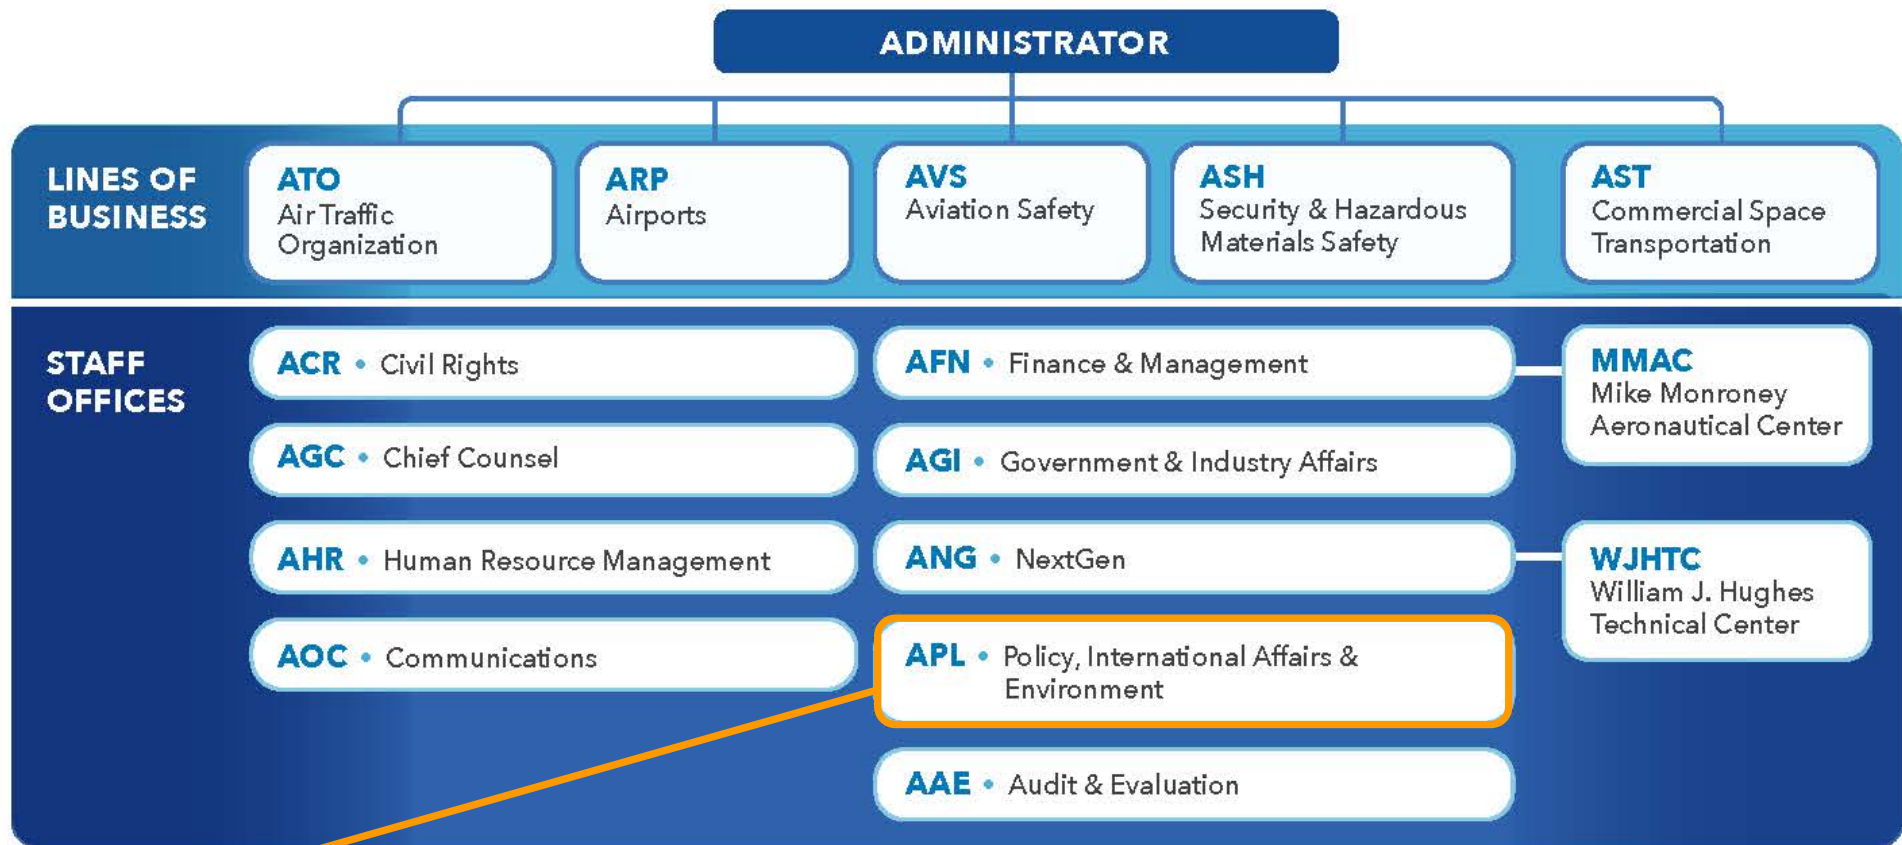 ADMINISTRATOR
LINES OF
BUSINESS
ATO
Air Traffic
Organization
ARP
Airports
AVS
Aviation Safety
ASH
Security & Hazardous
Materials Safety
AST
Commercial Space
Transportation
STAFF
OFFICES
ACR • Civil Rights
AGC • Chief Counsel
AHR • Human Resource Management
AOC • Communications
AFN • Finance & Management
AGI • Government & Industry Affairs
ANG • NextGen
APL • Policy, International Affairs &
Environment
AAE • Audit & Evaluation
MMAC
Mike Monroney
Aeronautical Center
WJHTC
William J. Hughes
Technical Center